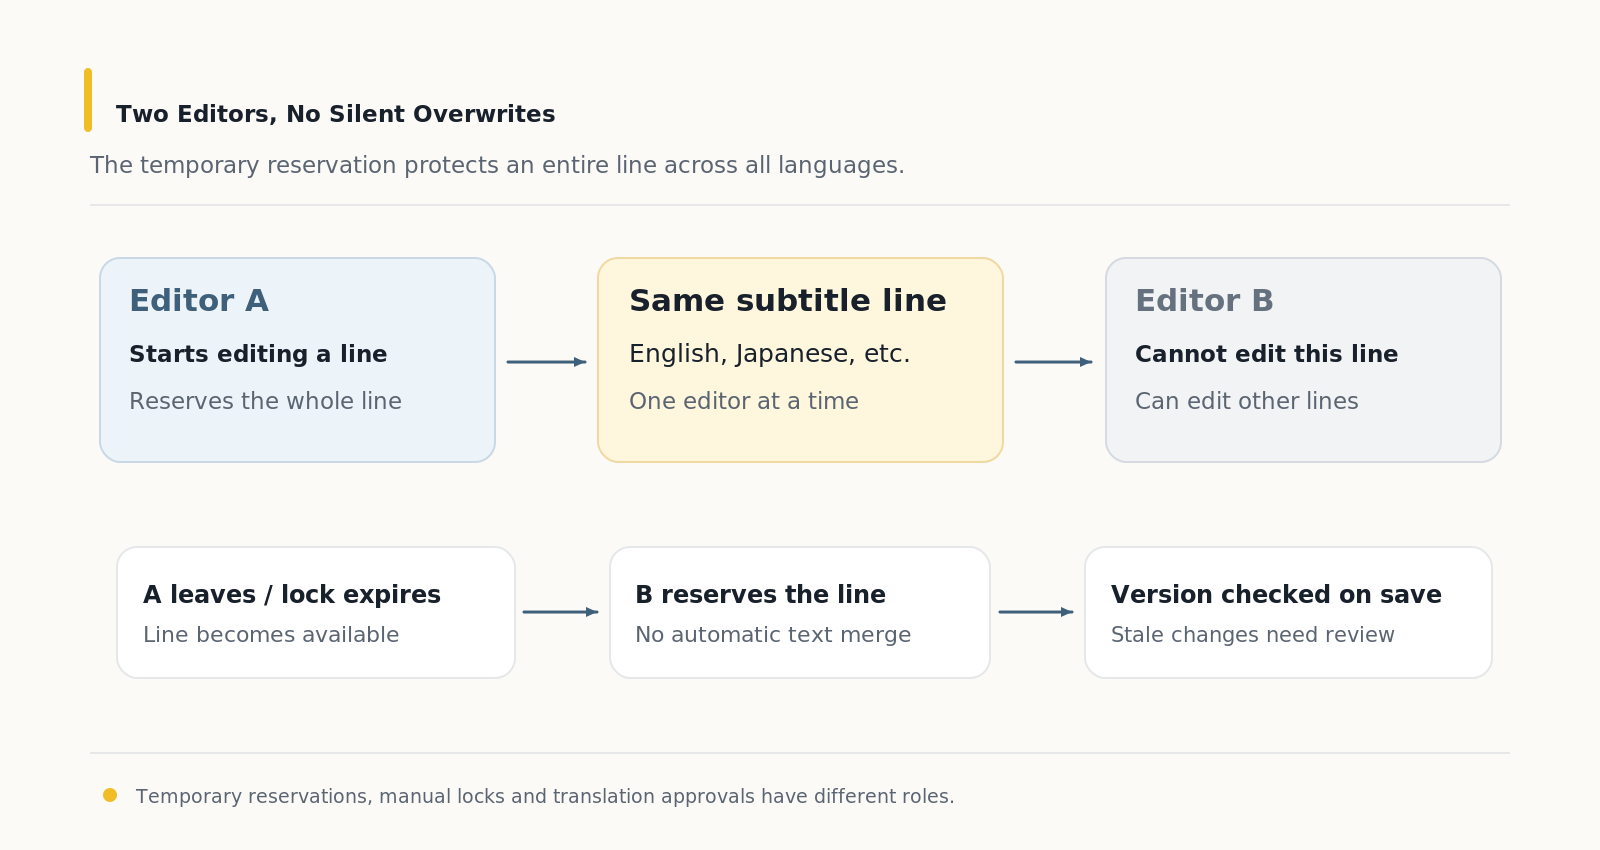 Two Editors, No Silent Overwrites
The temporary reservation protects an entire line across all languages.
Editor A
Starts editing a line
Reserves the whole line
Same subtitle line
English, Japanese, etc.
One editor at a time
Editor B
Cannot edit this line
Can edit other lines
A leaves / lock expires
Line becomes available
B reserves the line
No automatic text merge
Version checked on save
Stale changes need review
Temporary reservations, manual locks and translation approvals have different roles.